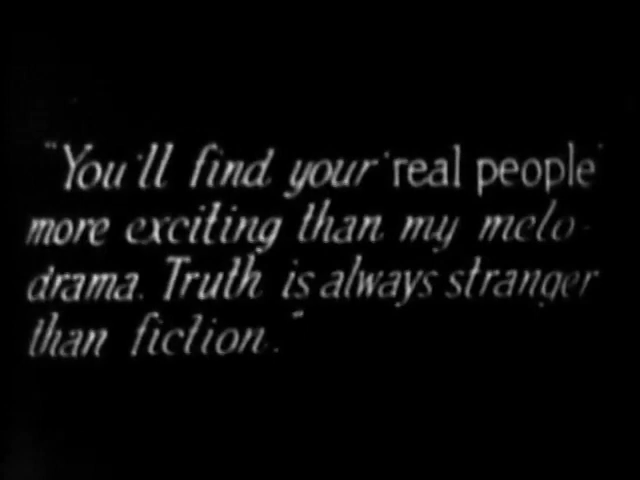 "You'll find your 'real people'
more exciting than my melo-
drama. Truth is always stranger
than fiction."